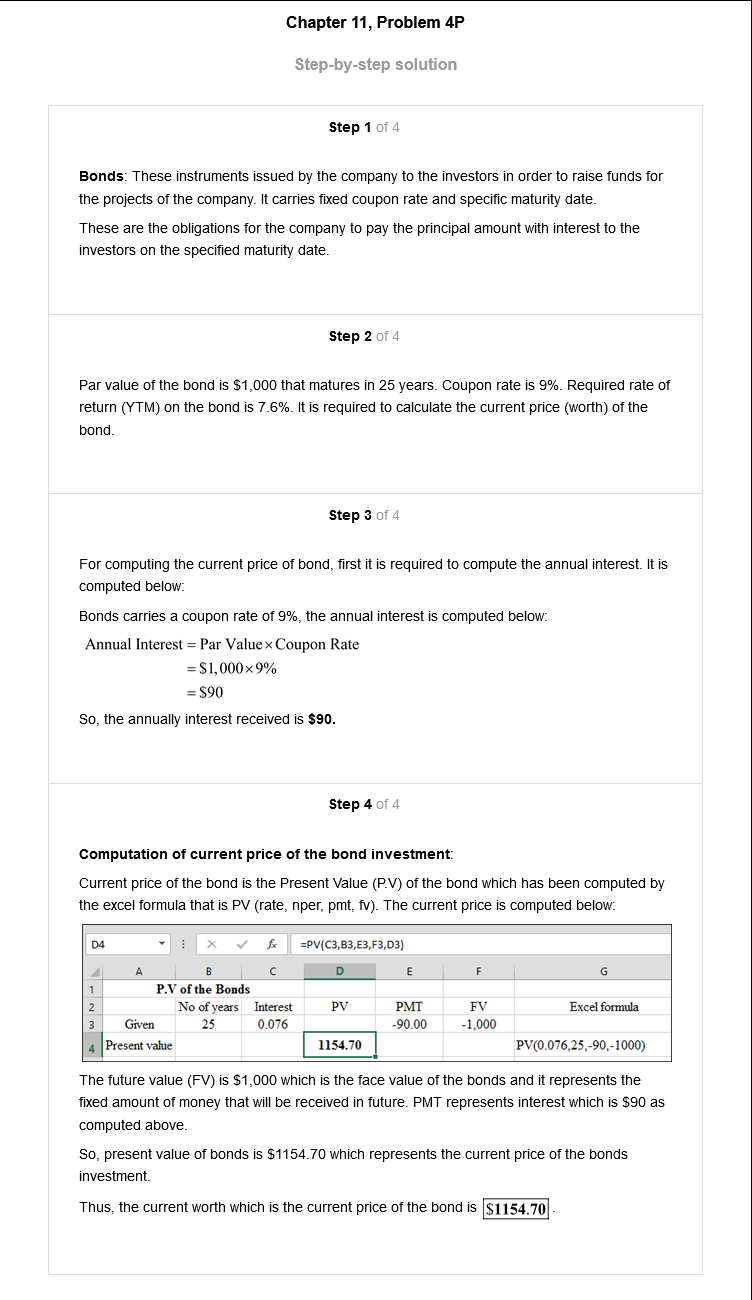 Chapter 11, Problem 4P
Step-by-step solution
Step 1 of 4
Bonds: These instruments issued by the company to the investors in order to raise funds for
the projects of the company. It carries fixed coupon rate and specific maturity date.
These are the obligations for the company to pay the principal amount with interest to the
investors on the specified maturity date.
Step 2 of 4
Par value of the bond is $1,000 that matures in 25 years. Coupon rate is 9%. Required rate of
return (YTM) on the bond is 7.6%. It is required to calculate the current price (worth) of the
bond.
Step 3 of 4
For computing the current price of bond, first it is required to compute the annual interest. It is
computed below:
Bonds carries a coupon rate of 9%, the annual interest is computed below:
Annual Interest = Par Value × Coupon Rate
= $1,000 × 9%
= $90
So, the annually interest received is $90.
Step 4 of 4
Computation of current price of the bond investment:
Current price of the bond is the Present Value (P.V) of the bond which has been computed by
the excel formula that is PV (rate, nper, pmt, fv). The current price is computed below:
D4 fx =PV(C3,B3,E3,F3,D3)
A B C D E F G
1 P.V of the Bonds
2 No of years Interest PV PMT FV Excel formula
3 Given 25 0.076 -90.00 -1,000
4 Present value 1154.70 PV(0.076,25,-90,-1000)
The future value (FV) is $1,000 which is the face value of the bonds and it represents the
fixed amount of money that will be received in future. PMT represents interest which is $90 as
computed above.
So, present value of bonds is $1154.70 which represents the current price of the bonds
investment.
Thus, the current worth which is the current price of the bond is $1154.70.